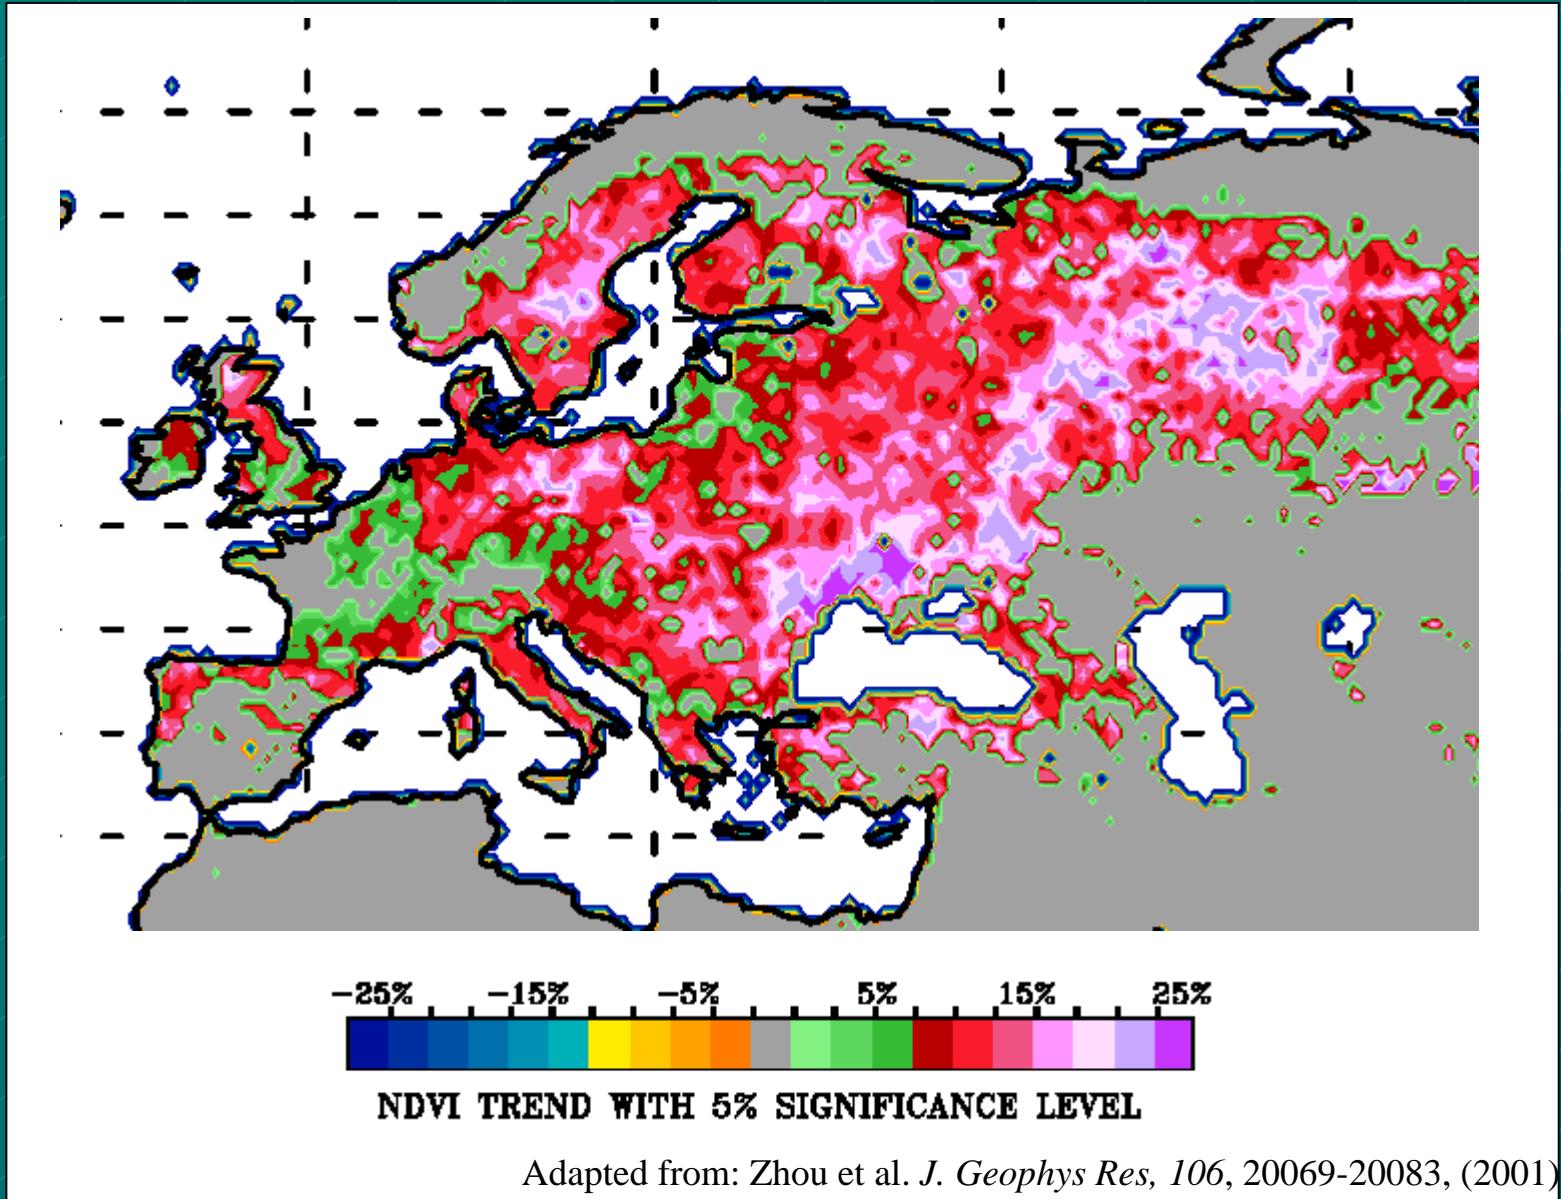 -25% -15% -5% 5% 15% 25%
NDVI TREND WITH 5% SIGNIFICANCE LEVEL
Adapted from: Zhou et al. J. Geophys Res, 106, 20069-20083, (2001)